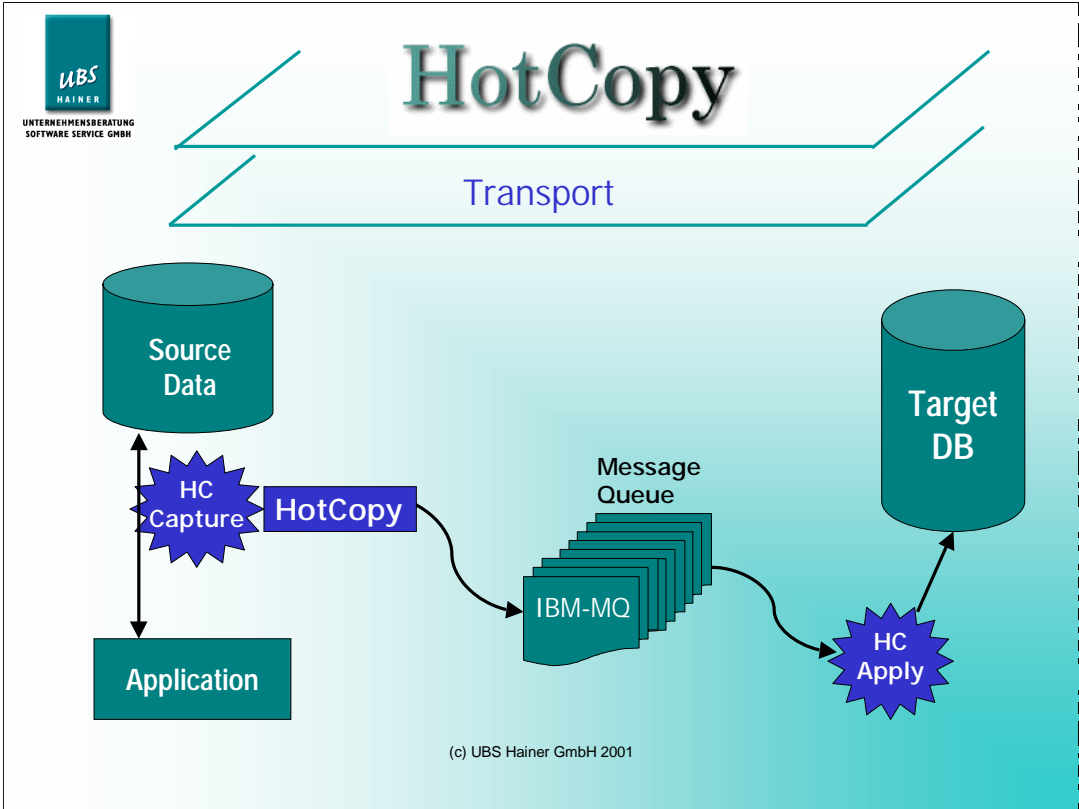 UBS
HAINER
UNTERNEHMENSBERATUNG
SOFTWARE SERVICE GMBH
HotCopy
Transport
Source
Data
Target
DB
HC
Capture
HotCopy
Message
Queue
IBM-MQ
HC
Apply
Application
(c) UBS Hainer GmbH 2001